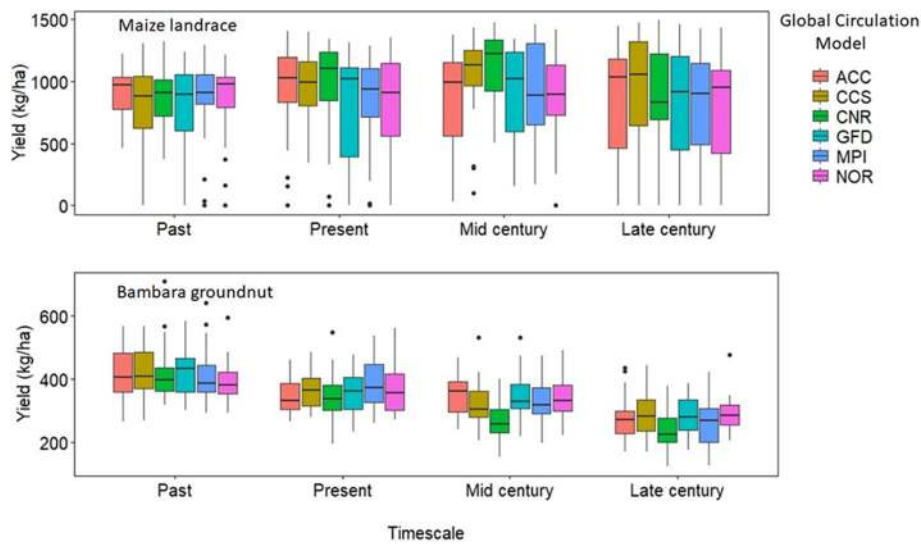 Maize landrace
Yield (kg/ha)
1500
1000
500
0
Past Present Mid century Late century
Global Circulation
Model
ACC
CCS
CNR
GFD
MPI
NOR
Bambara groundnut
Yield (kg/ha)
600
400
200
Past Present Mid century Late century
Timescale